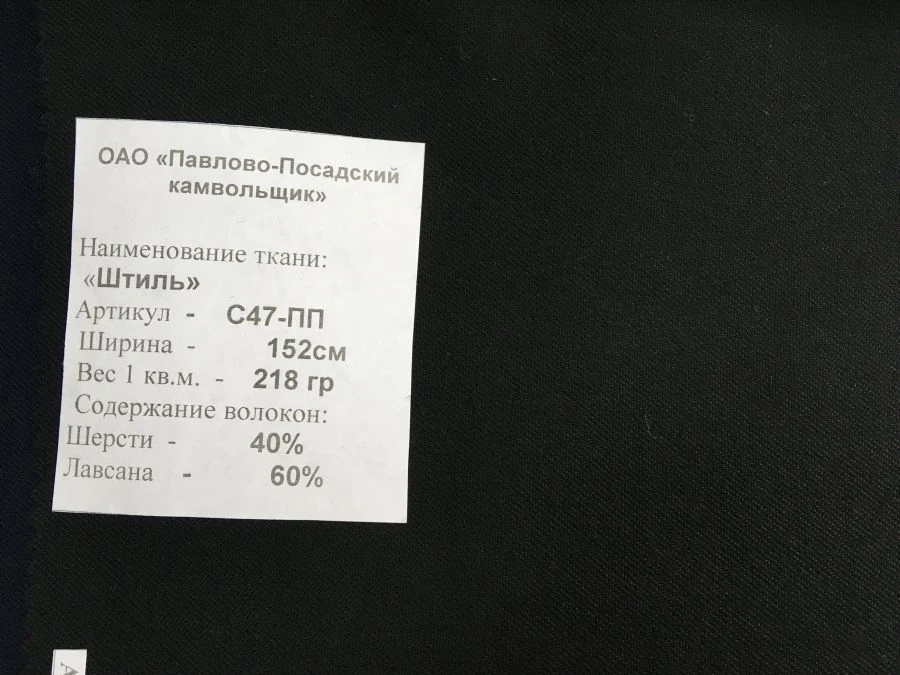 ОАО «Павлово-Посадский
камвольщик»
Наименование ткани:
«Штиль»
Артикул - С47-ПП
Ширина - 152см
Вес 1 кв.м. - 218 гр
Содержание волокон:
Шерсти - 40%
Лавсана - 60%